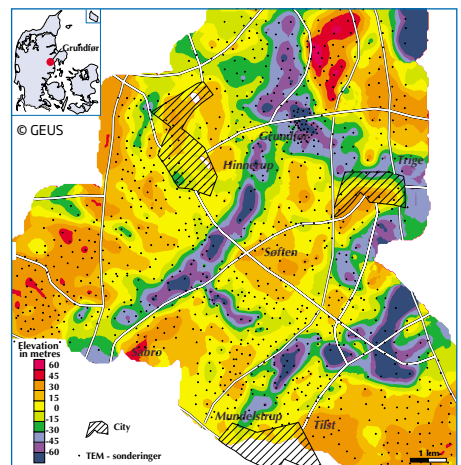 Grundfør
© GEUS
Grundfør
Hinnerup
Trige
Søften
Sabro
Mundelstrup
Tilst
Elevation
in metres
60
45
30
15
0
-15
-30
-45
-60
City
TEM - sonderinger
1 km